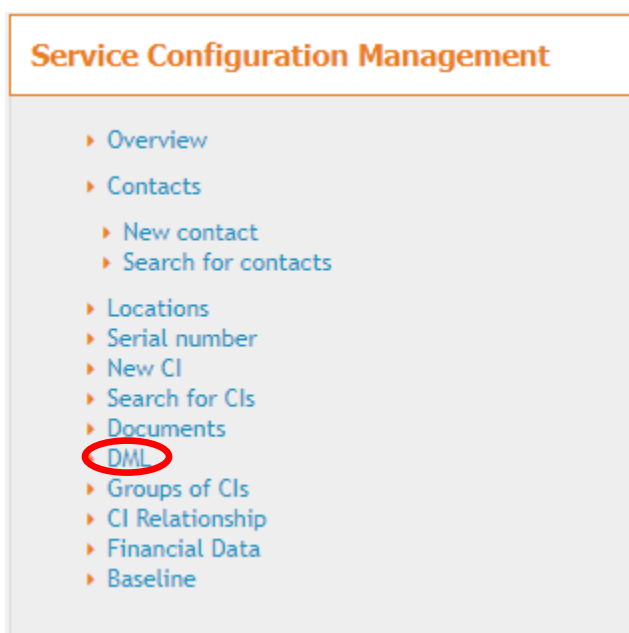 Service Configuration Management
Overview
Contacts
New contact
Search for contacts
Locations
Serial number
New CI
Search for CIs
Documents
DML
Groups of CIs
CI Relationship
Financial Data
Baseline